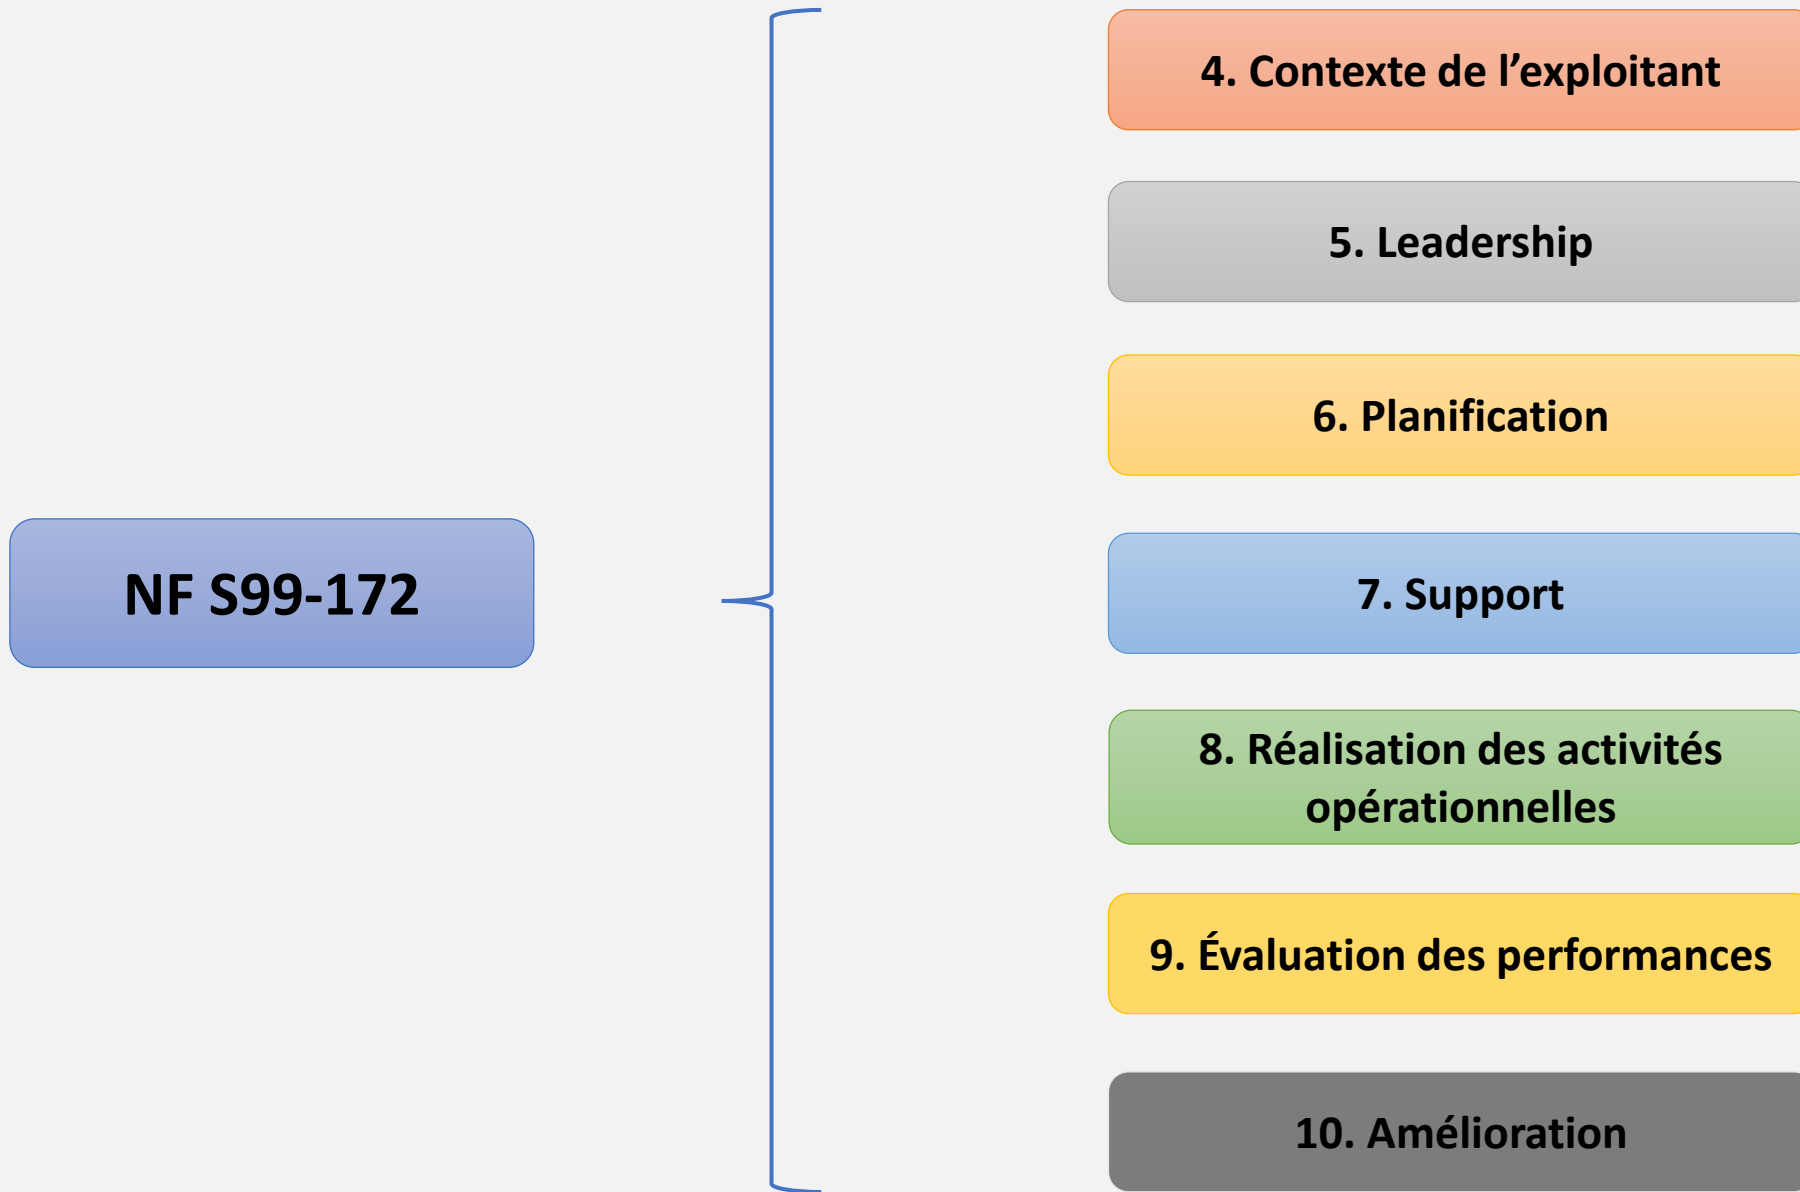 NF S99-172
4. Contexte de l’exploitant
5. Leadership
6. Planification
7. Support
8. Réalisation des activités
opérationnelles
9. Évaluation des performances
10. Amélioration